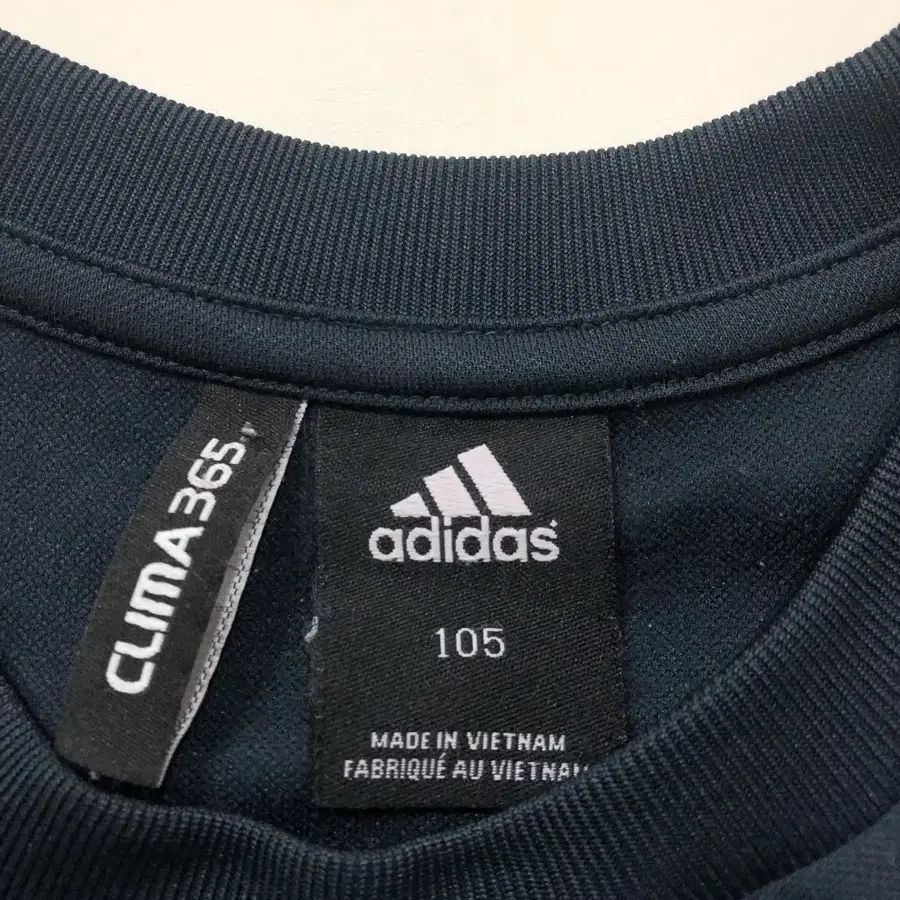 CLIMA365
adidas
105
MADE IN VIETNAM
FABRIQUÉ AU VIETNAM